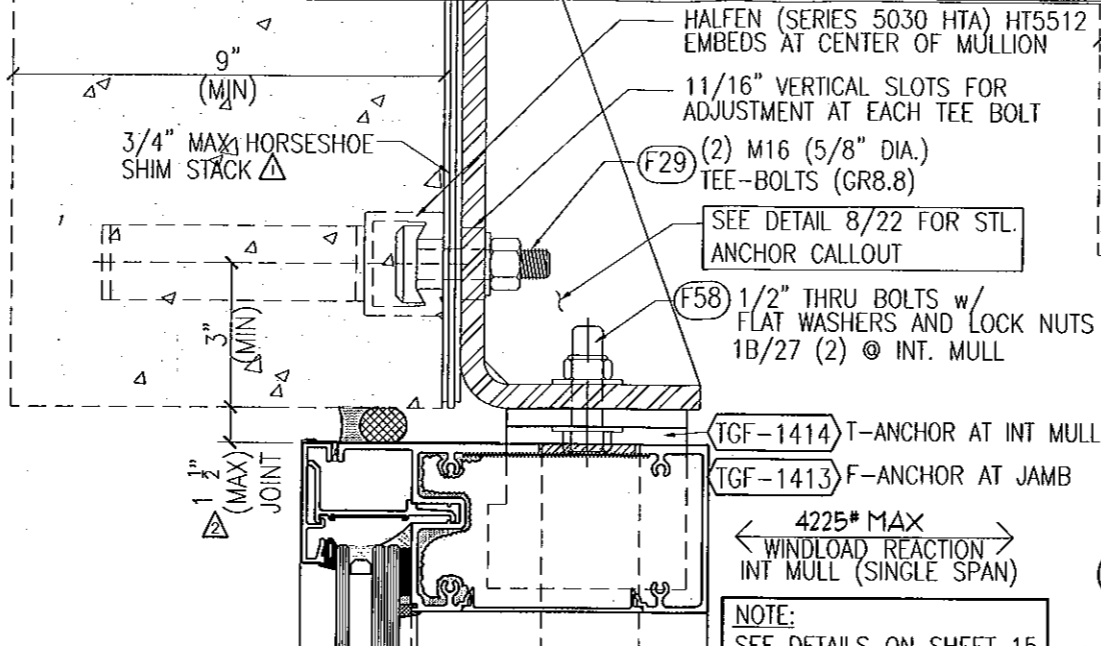 HALFEN (SERIES 5030 HTA) HT5512
EMBEDS AT CENTER OF MULLION
9"
(MIN)
11/16" VERTICAL SLOTS FOR
ADJUSTMENT AT EACH TEE BOLT
3/4" MAX HORSESHOE
SHIM STACK 1
F29 (2) M16 (5/8" DIA.)
TEE-BOLTS (GR8.8)
1
SEE DETAIL 8/22 FOR STL.
ANCHOR CALLOUT
F58 1/2" THRU BOLTS w/
FLAT WASHERS AND LOCK NUTS
1B/27 (2) @ INT. MULL
3"
(MIN)
TGF-1414 T-ANCHOR AT INT MULL
TGF-1413 F-ANCHOR AT JAMB
1 1/2"
(MAX)
JOINT
2
4225# MAX
WINDLOAD REACTION
INT MULL (SINGLE SPAN)
(
NOTE:
SEE DETAILS ON SHEET 15